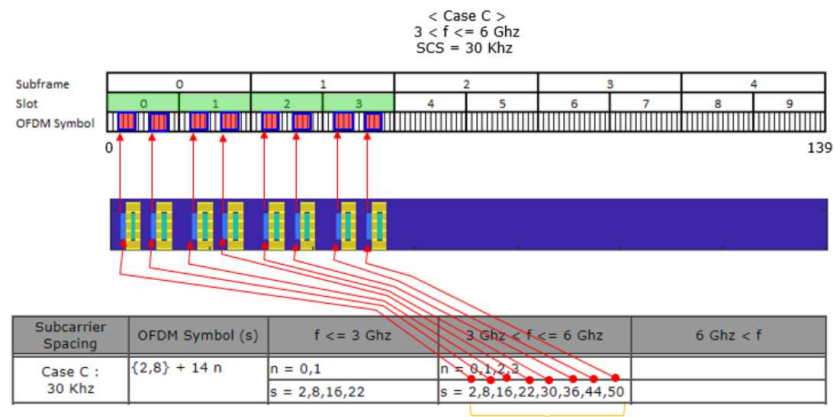 < Case C >
3 < f <= 6 Ghz
SCS = 30 Khz
Subframe 0 1 2 3 4
Slot 0 1 2 3 4 5 6 7 8 9
OFDM Symbol
0 139
Subcarrier Spacing OFDM Symbol (s) f <= 3 Ghz 3 Ghz < f <= 6 Ghz 6 Ghz < f
Case C : 30 Khz {2,8} + 14 n n = 0,1 n = 0,1,2,3
s = 2,8,16,22 s = 2,8,16,22,30,36,44,50